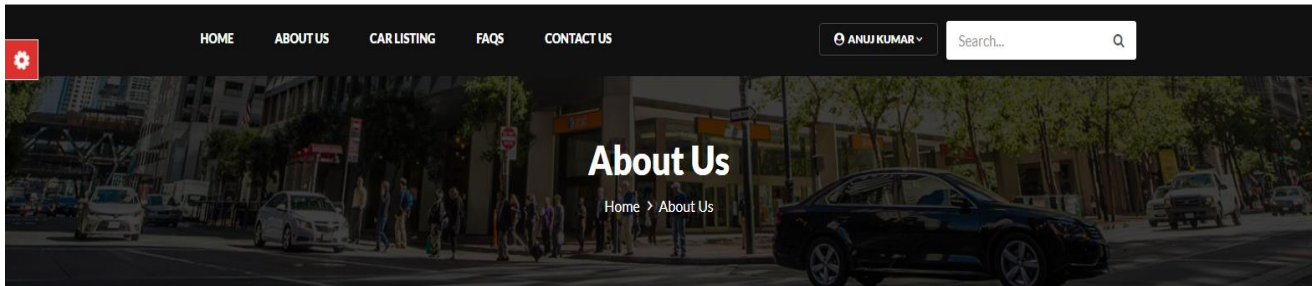 HOME ABOUT US CAR LISTING FAQS CONTACT US ANUJ KUMAR Search...
About Us
Home > About Us